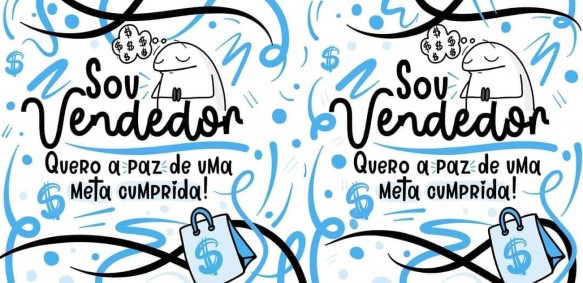 $ $ $ $ $ $
$
Sou
Vendedor
Quero a paz de uma
meta cumprida!
$
$
$ $ $ $ $ $
$
Sou
Vendedor
Quero a paz de uma
meta cumprida!
$
$